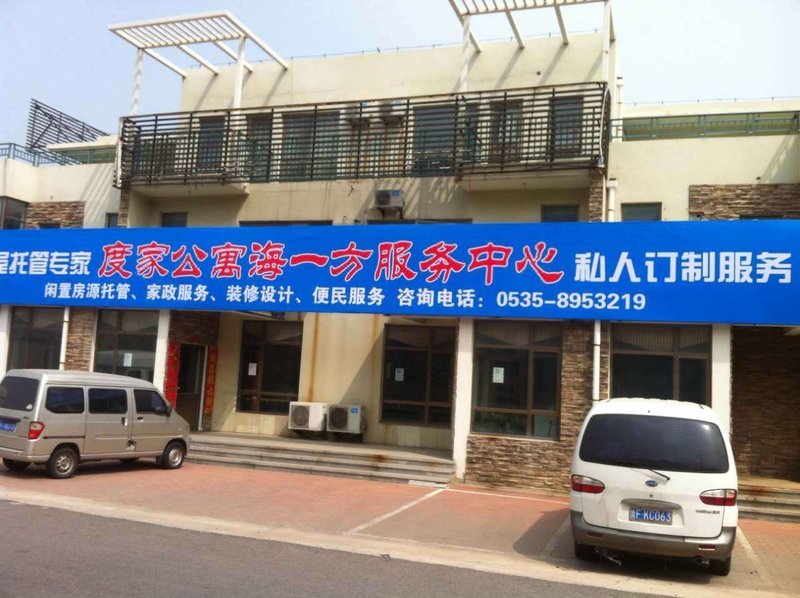 屋托管专家 度家公寓海一方服务中心 私人订制服务
闲置房源托管、家政服务、装修设计、便民服务 咨询电话：0535-8953219
F·KC063